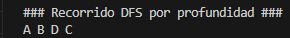 ### Recorrido DFS por profundidad ###
A B D C